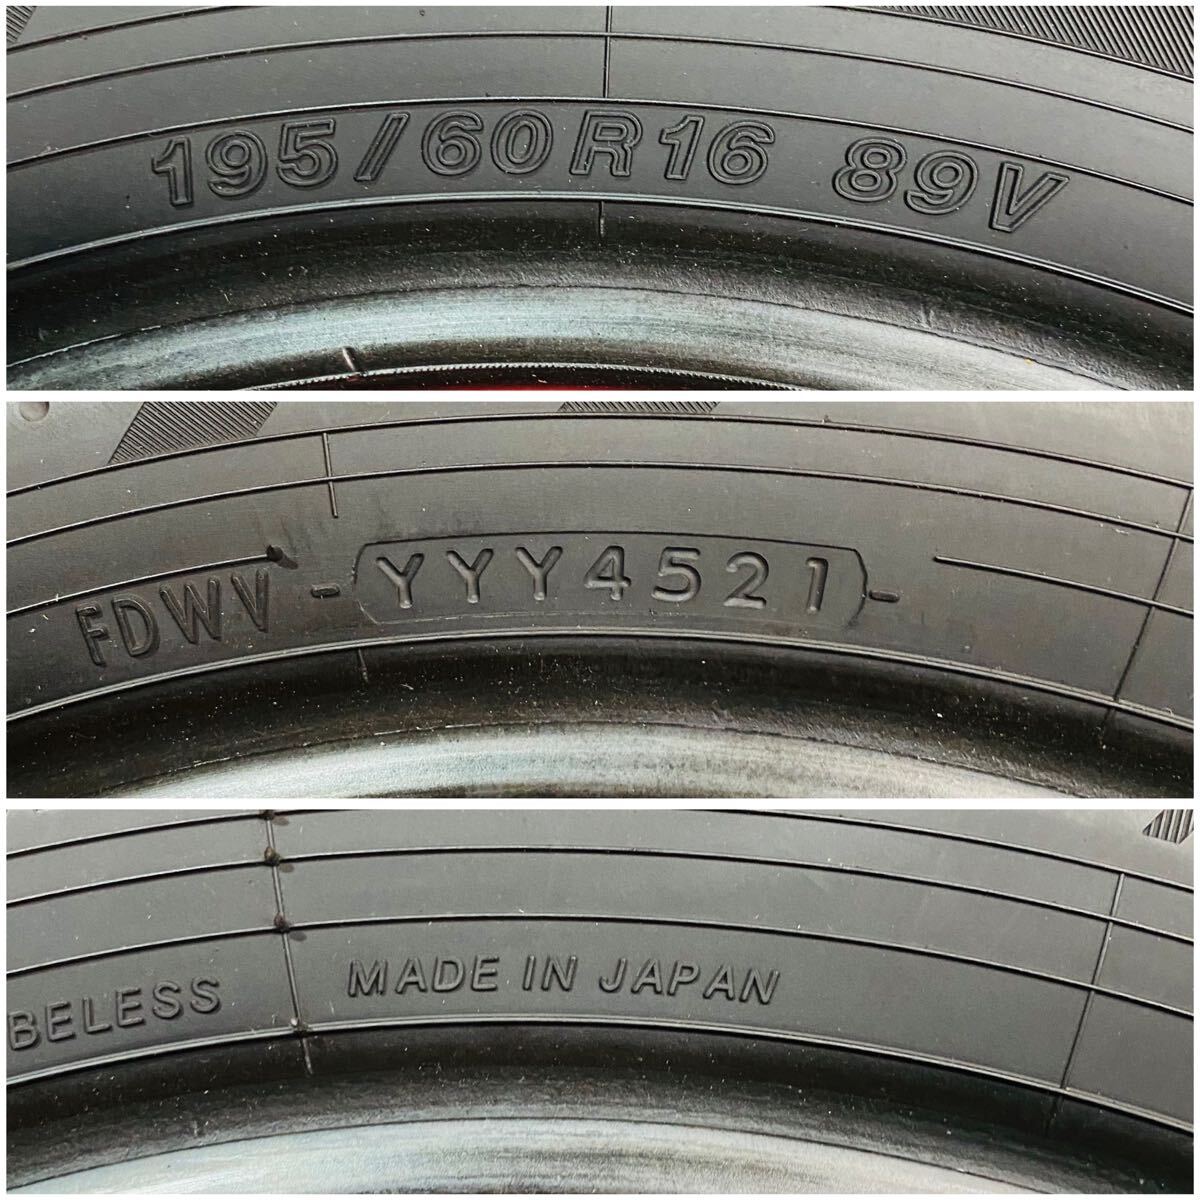 195/60R16 89V
FDWV -YYY4521-
BELESS MADE IN JAPAN